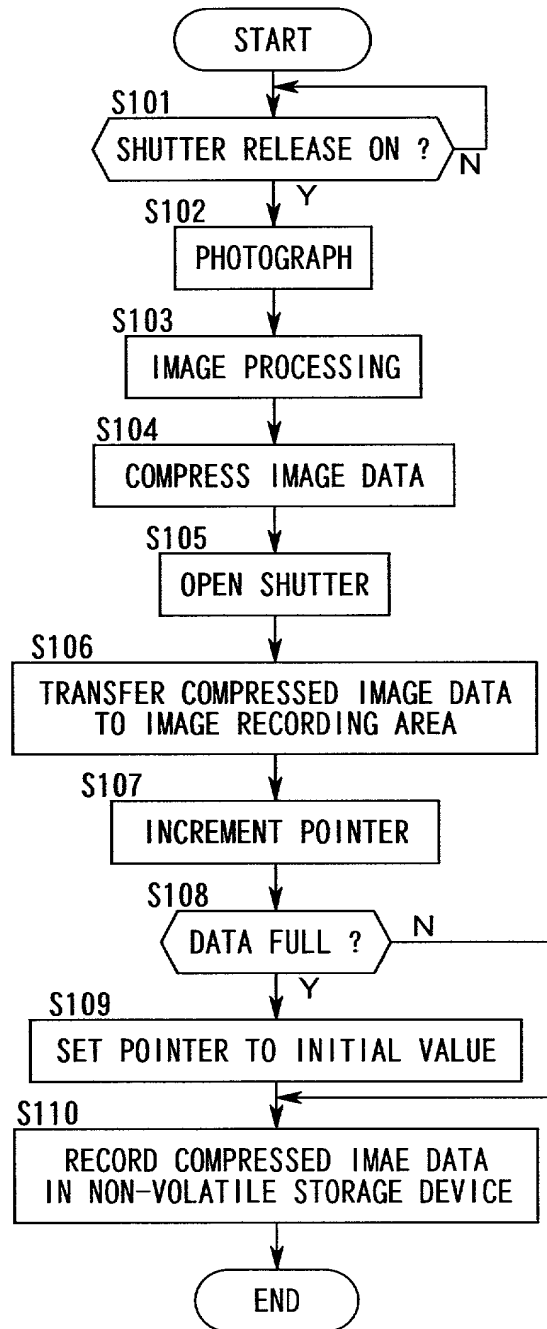 START
S101
SHUTTER RELEASE ON ?
N
Y
S102
PHOTOGRAPH
S103
IMAGE PROCESSING
S104
COMPRESS IMAGE DATA
S105
OPEN SHUTTER
S106
TRANSFER COMPRESSED IMAGE DATA
TO IMAGE RECORDING AREA
S107
INCREMENT POINTER
S108
DATA FULL ?
N
Y
S109
SET POINTER TO INITIAL VALUE
S110
RECORD COMPRESSED IMAE DATA
IN NON-VOLATILE STORAGE DEVICE
END